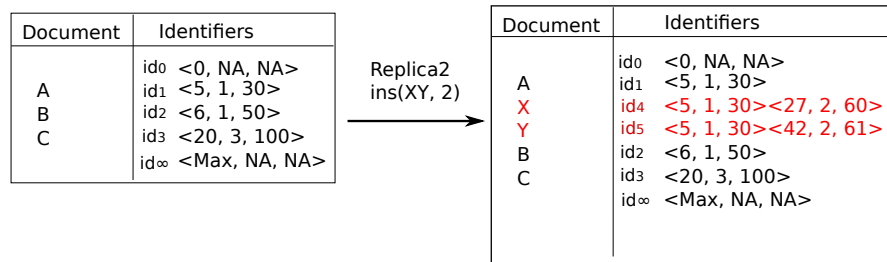 Document Identifiers
id0 <0, NA, NA>
A id1 <5, 1, 30>
B id2 <6, 1, 50>
C id3 <20, 3, 100>
id∞ <Max, NA, NA>
Replica2
ins(XY, 2)
Document Identifiers
id0 <0, NA, NA>
A id1 <5, 1, 30>
X id4 <5, 1, 30><27, 2, 60>
Y id5 <5, 1, 30><42, 2, 61>
B id2 <6, 1, 50>
C id3 <20, 3, 100>
id∞ <Max, NA, NA>